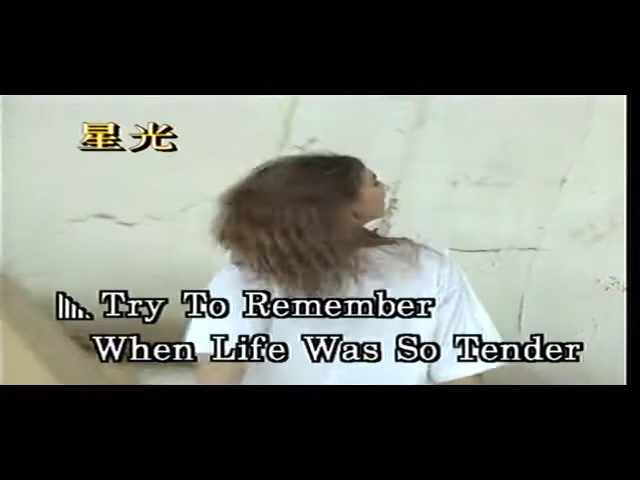 星光
Try To Remember
When Life Was So Tender